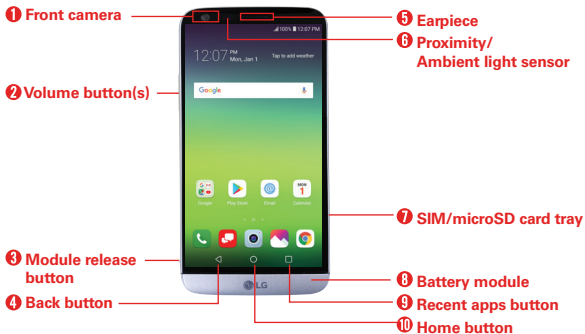 ❶ Front camera
❷ Volume button(s)
❸ Module release
button
❹ Back button
❺ Earpiece
❻ Proximity/
Ambient light sensor
❼ SIM/microSD card tray
❽ Battery module
❾ Recent apps button
❿ Home button
100% 12:07 PM
12:07 PM
Mon, Jan 1
Tap to add weather
Google
Google
Play Store
Email
MON
1
Calendar
LG